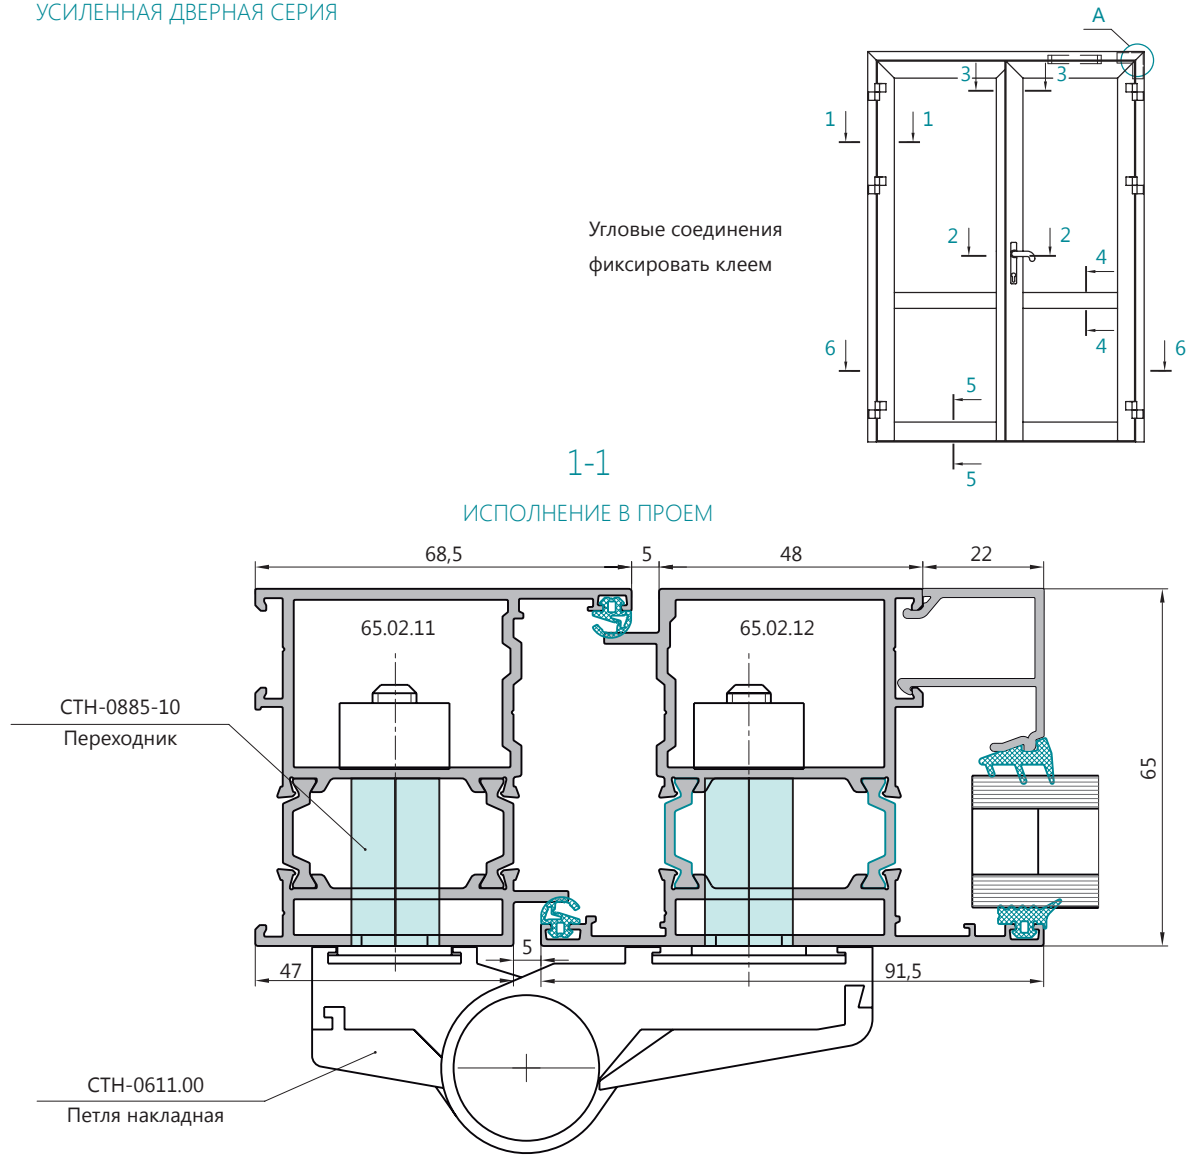 УСИЛЕННАЯ ДВЕРНАЯ СЕРИЯ
A
3 3
1 1
Угловые соединения
фиксировать клеем
2 2
4
4
6 6
5
5
1-1
ИСПОЛНЕНИЕ В ПРОЕМ
68,5 5 48 22
65.02.11 65.02.12
СТН-0885-10
Переходник
65
47 5 91,5
СТН-0611.00
Петля накладная